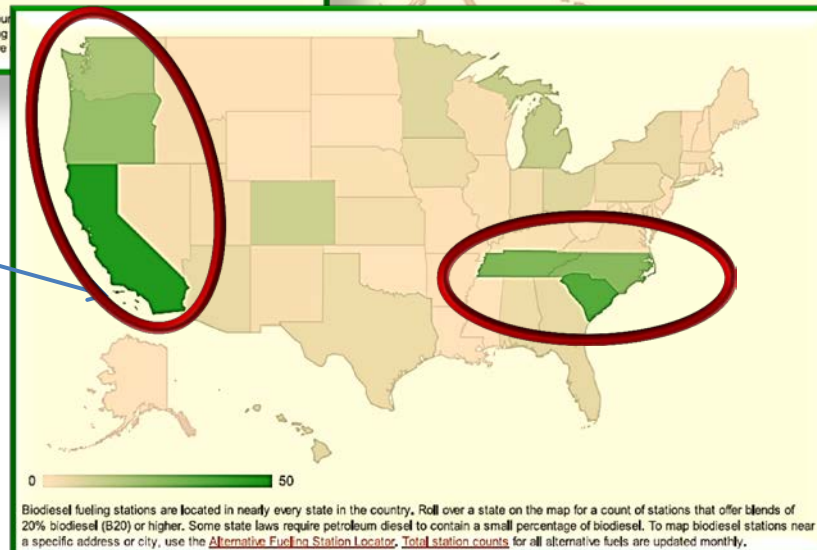 our
ng
ve
0
50
Biodiesel fueling stations are located in nearly every state in the country. Roll over a state on the map for a count of stations that offer blends of
20% biodiesel (B20) or higher. Some state laws require petroleum diesel to contain a small percentage of biodiesel. To map biodiesel stations near
a specific address or city, use the Alternative Fueling Station Locator. Total station counts for all alternative fuels are updated monthly.